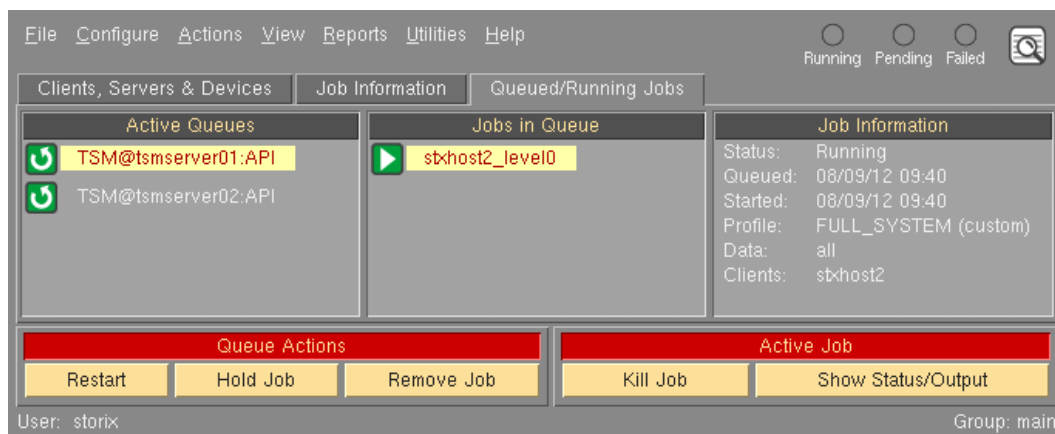 File Configure Actions View Reports Utilities Help
Running Pending Failed
Clients, Servers & Devices Job Information Queued/Running Jobs
Active Queues Jobs in Queue Job Information
TSM@tsmserver01:API stxhost2_level0 Status: Running
Queued: 08/09/12 09:40
TSM@tsmserver02:API Started: 08/09/12 09:40
Profile: FULL_SYSTEM (custom)
Data: all
Clients: stxhost2
Queue Actions Active Job
Restart Hold Job Remove Job Kill Job Show Status/Output
User: storix Group: main